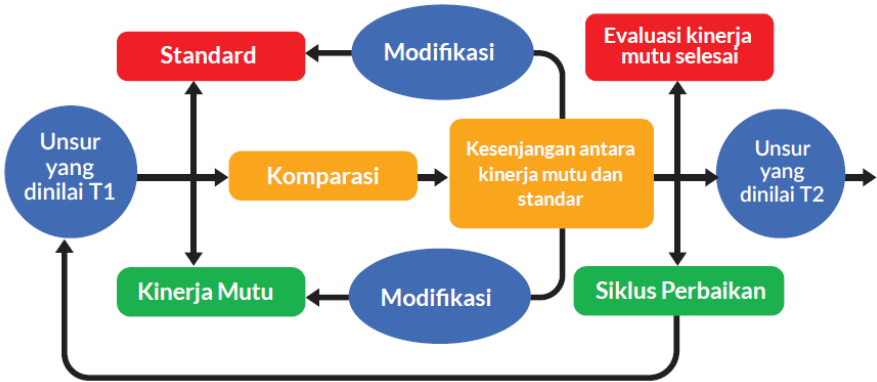 Standard
Modifikasi
Evaluasi kinerja
mutu selesai
Unsur
yang
dinilai T1
Komparasi
Kesenjangan antara
kinerja mutu dan
standar
Unsur
yang
dinilai T2
Kinerja Mutu
Modifikasi
Siklus Perbaikan